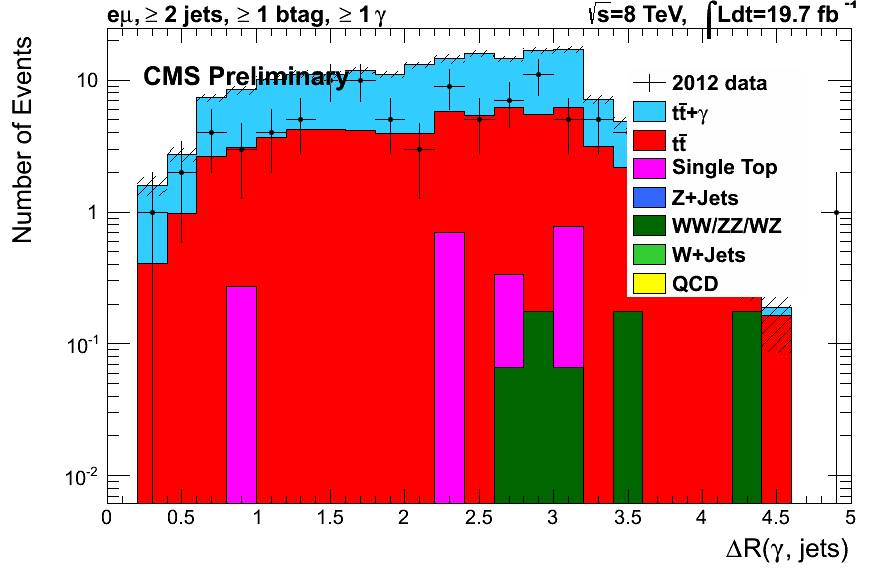 eμ, ≥ 2 jets, ≥ 1 btag, ≥ 1 γ
√s=8 TeV, ∫Ldt=19.7 fb⁻¹
CMS Preliminary
2012 data
tt̄+γ
tt̄
Single Top
Z+Jets
WW/ZZ/WZ
W+Jets
QCD
Number of Events
10
1
10⁻¹
10⁻²
0 0.5 1 1.5 2 2.5 3 3.5 4 4.5 5
ΔR(γ, jets)